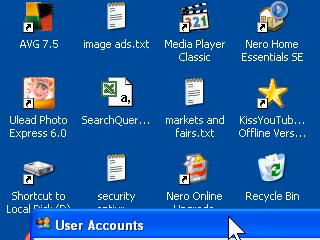 AVG 7.5
image ads.txt
Media Player
Classic
Nero Home
Essentials SE
Ulead Photo
Express 6.0
SearchQuer...
markets and
fairs.txt
KissYouTub...
Offline Vers...
Shortcut to
Local Disk (D)
security
Nero Online
Upgrade
Recycle Bin
User Accounts